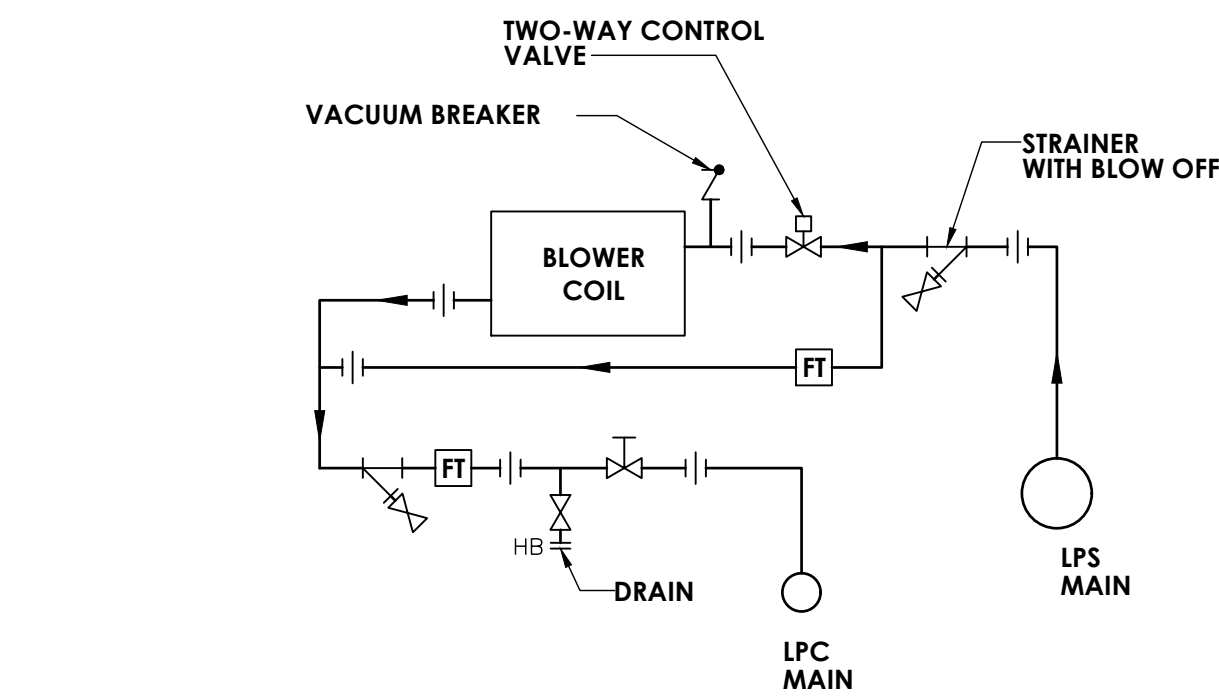 TWO-WAY CONTROL
VALVE
VACUUM BREAKER
STRAINER
WITH BLOW OFF
BLOWER
COIL
FT
FT
HB
DRAIN
LPS
MAIN
LPC
MAIN